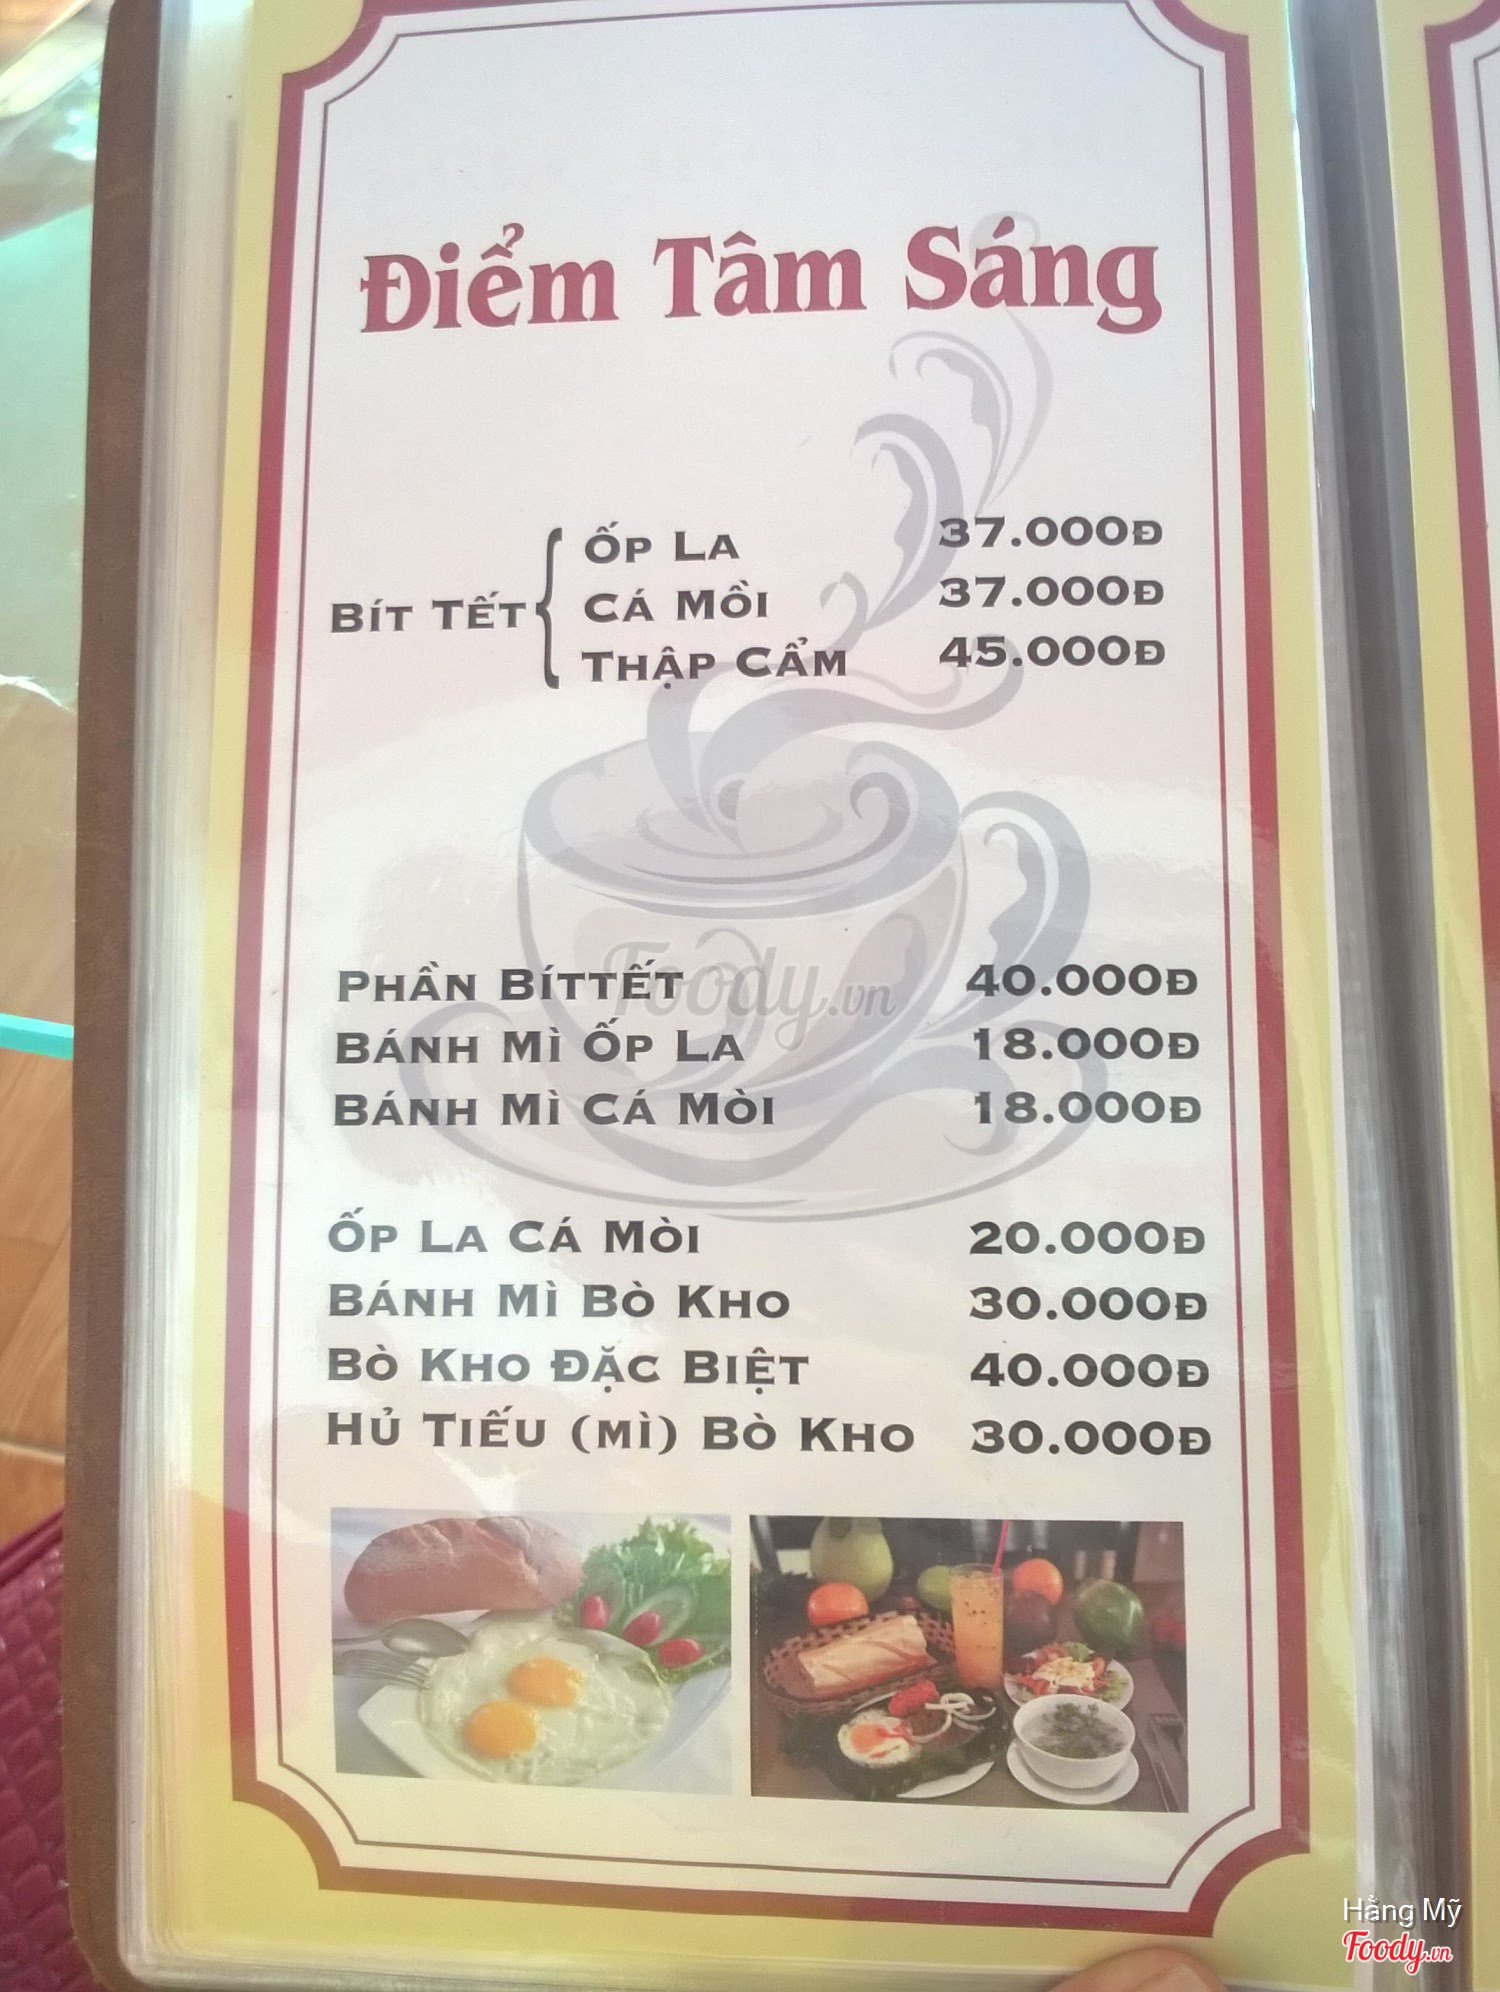 Điểm Tâm Sáng
Bít Tết { Ốp La 37.000Đ
Cá Mồi 37.000Đ
Thập Cẩm 45.000Đ
Phần Bíttết 40.000Đ
Bánh Mì Ốp La 18.000Đ
Bánh Mì Cá Mòi 18.000Đ
Foody.vn
Ốp La Cá Mòi 20.000Đ
Bánh Mì Bò Kho 30.000Đ
Bò Kho Đặc Biệt 40.000Đ
Hủ Tiếu (mì) Bò Kho 30.000Đ
Hằng Mỹ
Foody.vn